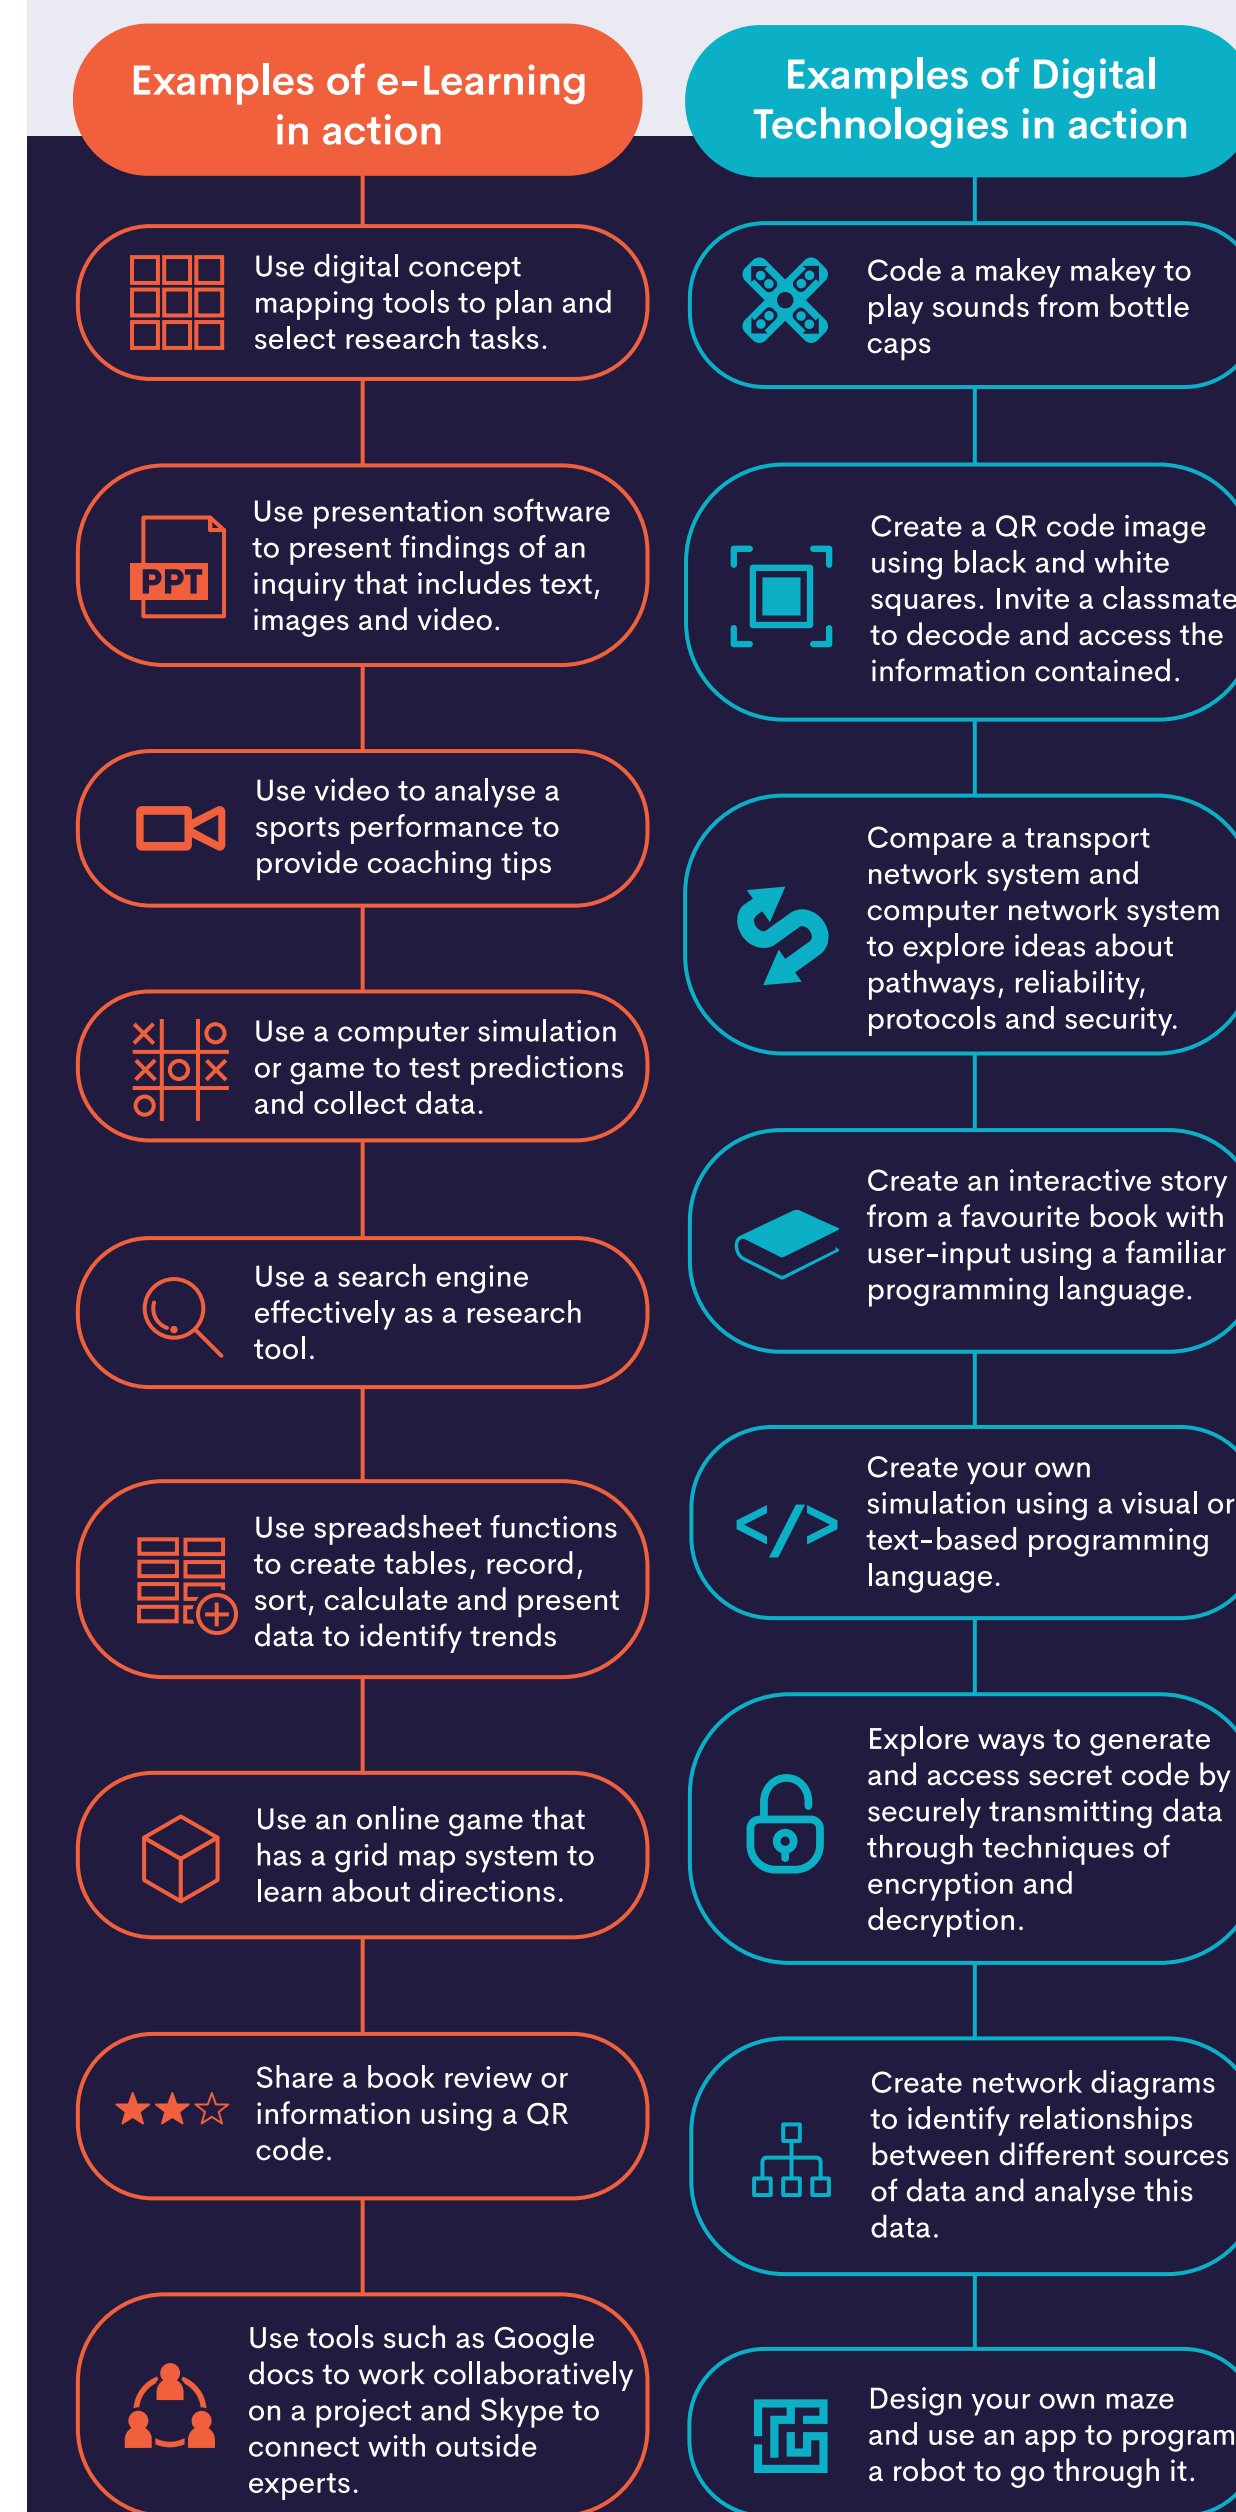 Examples of e-Learning
in action
Use digital concept
mapping tools to plan and
select research tasks.
PPT
Use presentation software
to present findings of an
inquiry that includes text,
images and video.
Use video to analyse a
sports performance to
provide coaching tips
Use a computer simulation
or game to test predictions
and collect data.
Use a search engine
effectively as a research
tool.
Use spreadsheet functions
to create tables, record,
sort, calculate and present
data to identify trends
Use an online game that
has a grid map system to
learn about directions.
Share a book review or
information using a QR
code.
Use tools such as Google
docs to work collaboratively
on a project and Skype to
connect with outside
experts.
Examples of Digital
Technologies in action
Code a makey makey to
play sounds from bottle
caps
Create a QR code image
using black and white
squares. Invite a classmate
to decode and access the
information contained.
Compare a transport
network system and
computer network system
to explore ideas about
pathways, reliability,
protocols and security.
Create an interactive story
from a favourite book with
user-input using a familiar
programming language.
</>
Create your own
simulation using a visual or
text-based programming
language.
Explore ways to generate
and access secret code by
securely transmitting data
through techniques of
encryption and
decryption.
Create network diagrams
to identify relationships
between different sources
of data and analyse this
data.
Design your own maze
and use an app to program
a robot to go through it.